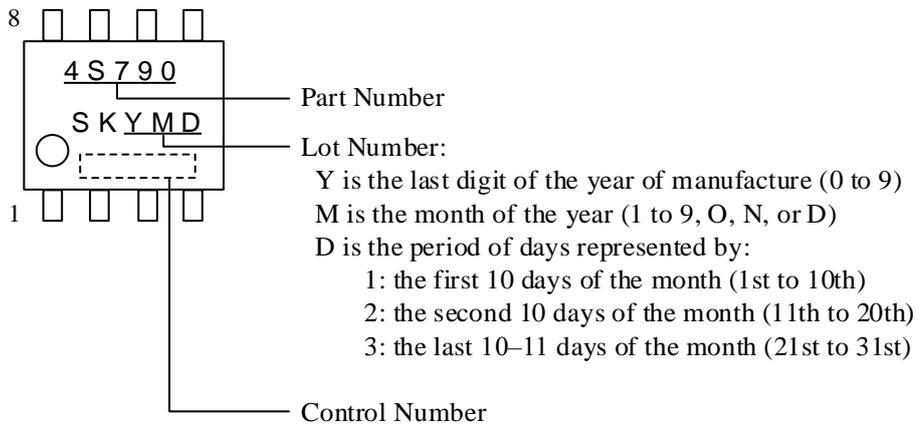 8
4S790
Part Number
SKYMD
Lot Number:
Y is the last digit of the year of manufacture (0 to 9)
M is the month of the year (1 to 9, O, N, or D)
1
D is the period of days represented by:
1: the first 10 days of the month (1st to 10th)
2: the second 10 days of the month (11th to 20th)
3: the last 10–11 days of the month (21st to 31st)
Control Number